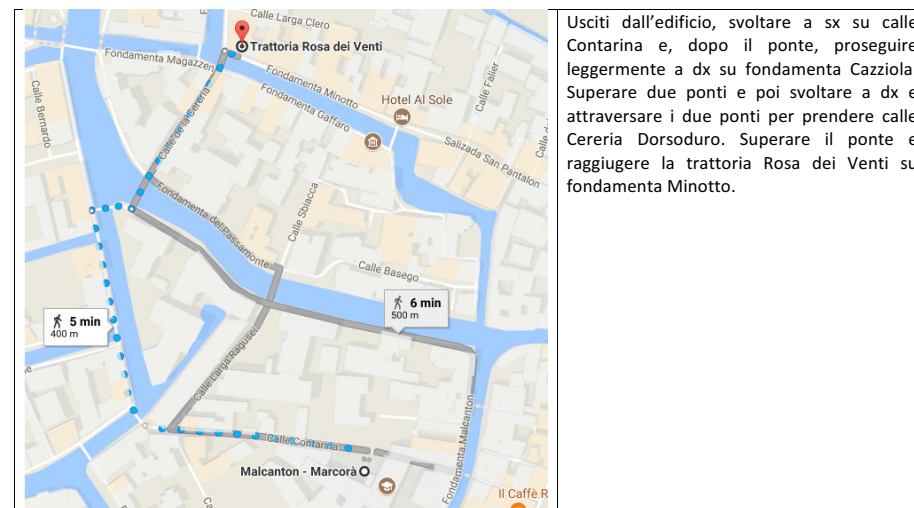 Calle Larga Clero
Trattoria Rosa dei Venti
Fondamenta Magazzen
Fondamenta Minotto
Calle Faller
Hotel Al Sole
Fondamenta Gaffaro
Calle Bernardo
Calle de la Cereria
Salizada San Pantalon
Calle
Fondamenta del Passamonte
Calle Sbiacca
Calle Basego
6 min
500 m
5 min
400 m
Calle Larga Ragusei
Calle Contarina
Fondamenta Malcanton
Malcanton - Marcorà
Il Caffè R
Usciti dall'edificio, svoltare a sx su calle
Contarina e, dopo il ponte, proseguire
leggermente a dx su fondamenta Cazziola.
Superare due ponti e poi svoltare a dx e
attraversare i due ponti per prendere calle
Cereria Dorsoduro. Superare il ponte e
raggiugere la trattoria Rosa dei Venti su
fondamenta Minotto.